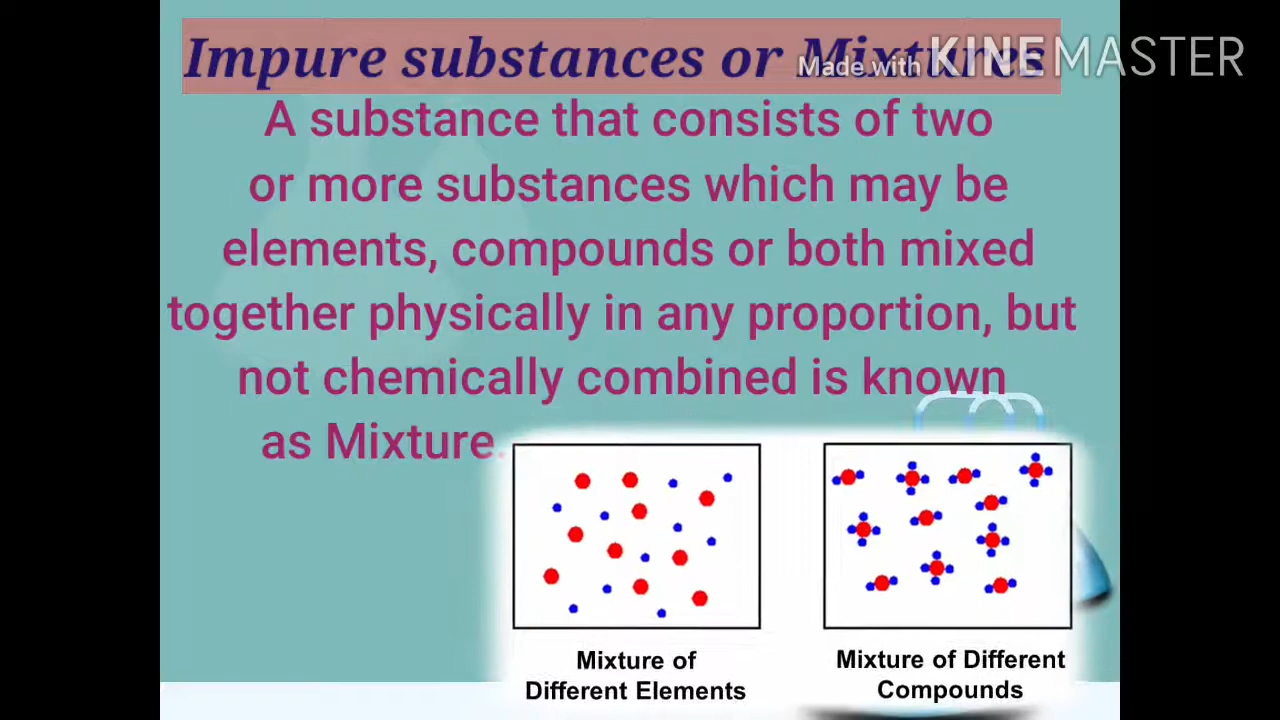 Impure substances or Mixtures
Made with KINEMASTER
A substance that consists of two
or more substances which may be
elements, compounds or both mixed
together physically in any proportion, but
not chemically combined is known
as Mixture.
Mixture of
Different Elements
Mixture of Different
Compounds